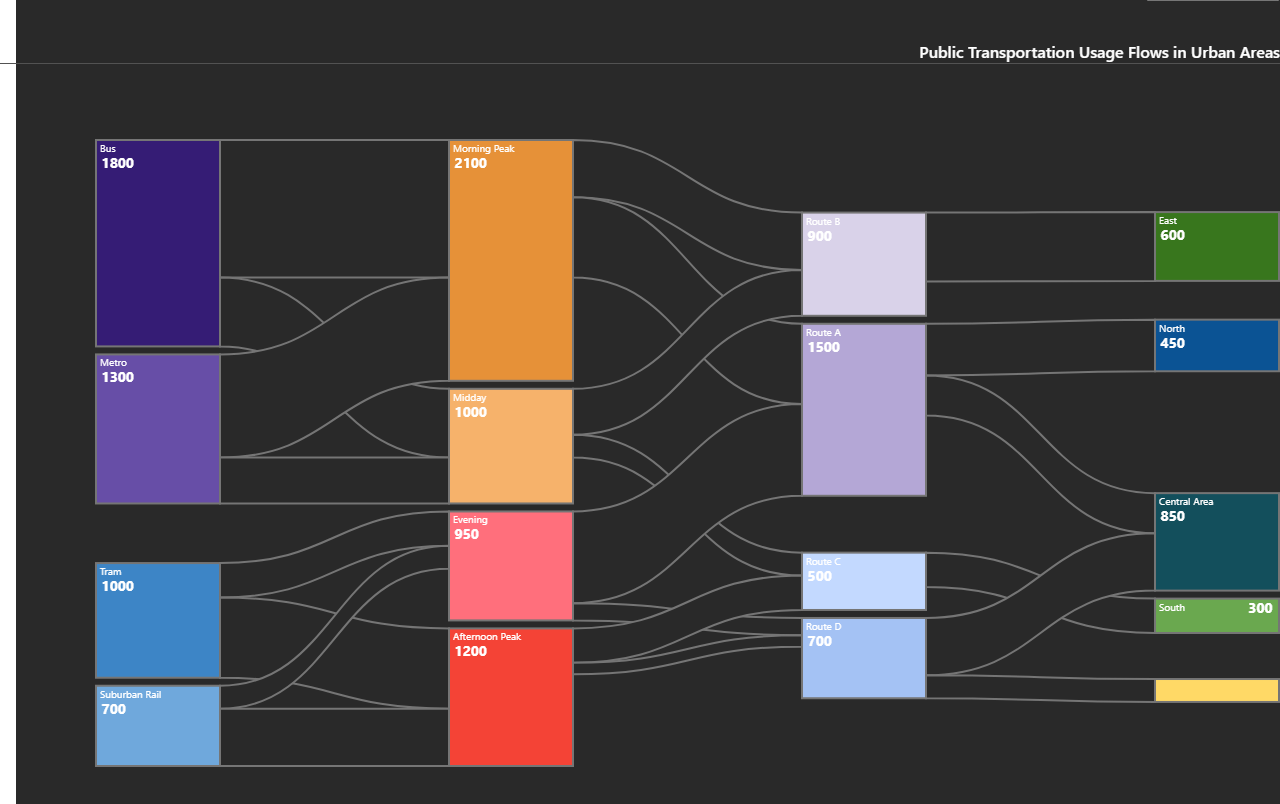 Public Transportation Usage Flows in Urban Areas
Bus
1800
Metro
1300
Tram
1000
Suburban Rail
700
Morning Peak
2100
Midday
1000
Evening
950
Afternoon Peak
1200
Route B
900
Route A
1500
Route C
500
Route D
700
East
600
North
450
Central Area
850
South 300